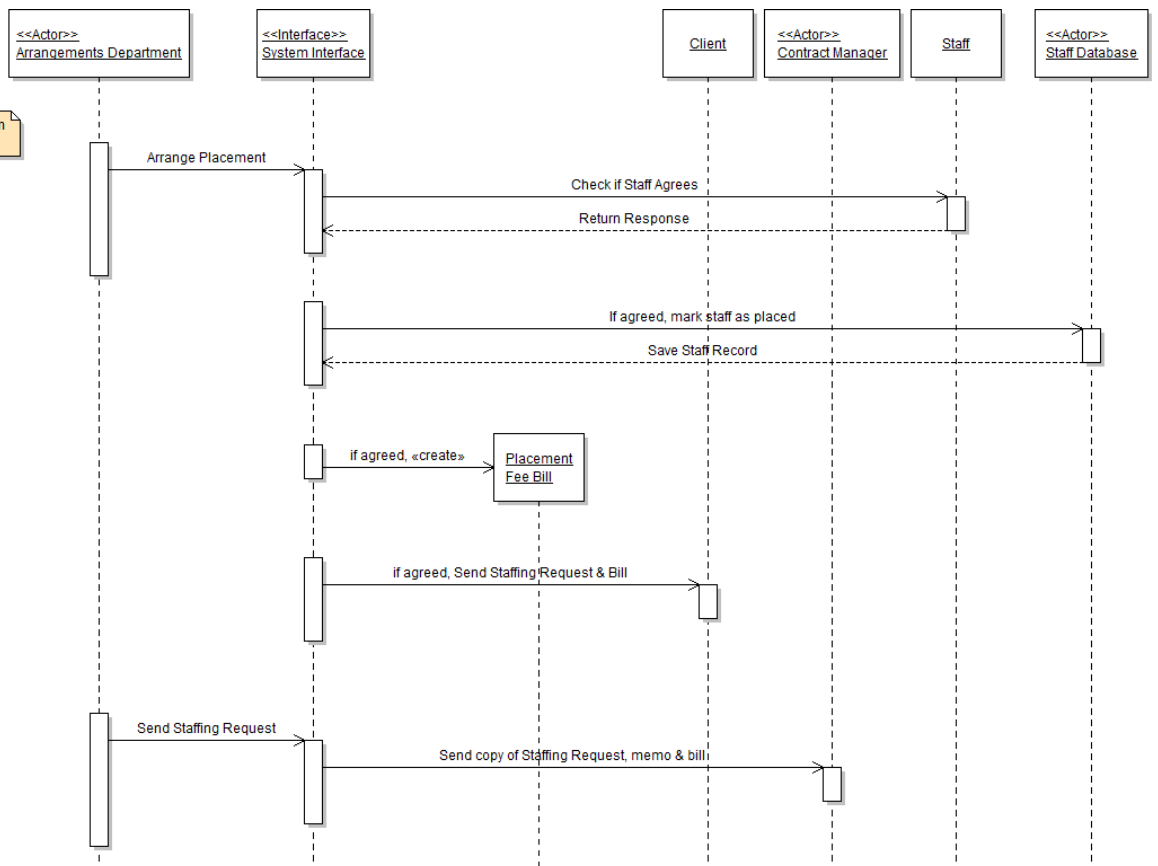 <<Actor>>
Arrangements Department
<<Interface>>
System Interface
Client
<<Actor>>
Contract Manager
Staff
<<Actor>>
Staff Database
Arrange Placement
Check if Staff Agrees
Return Response
If agreed, mark staff as placed
Save Staff Record
if agreed, «create»
Placement
Fee Bill
if agreed, Send Staffing Request & Bill
Send Staffing Request
Send copy of Staffing Request, memo & bill